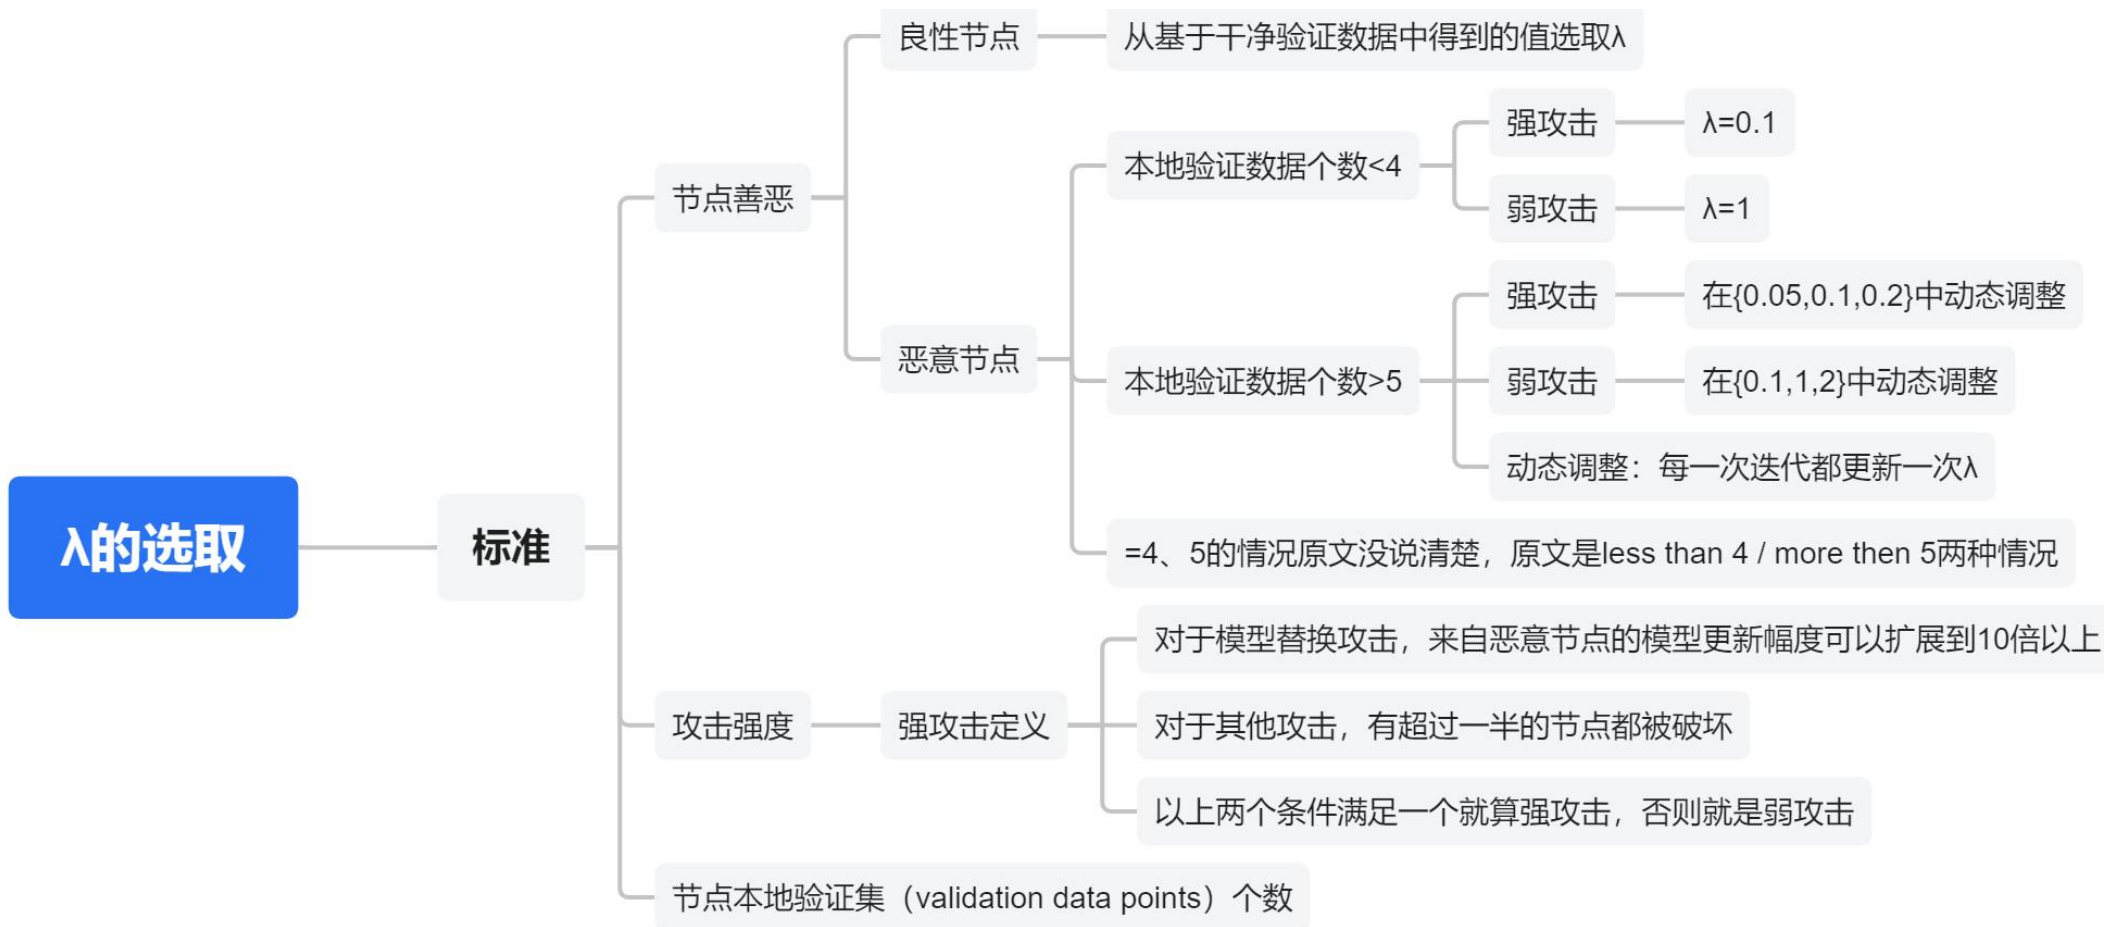 λ的选取
标准
节点善恶
良性节点
从基于干净验证数据中得到的值选取λ
恶意节点
本地验证数据个数<4
强攻击
λ=0.1
弱攻击
λ=1
本地验证数据个数>5
强攻击
在{0.05,0.1,0.2}中动态调整
弱攻击
在{0.1,1,2}中动态调整
动态调整：每一次迭代都更新一次λ
=4、5的情况原文没说清楚，原文是less than 4 / more then 5两种情况
攻击强度
强攻击定义
对于模型替换攻击，来自恶意节点的模型更新幅度可以扩展到10倍以上
对于其他攻击，有超过一半的节点都被破坏
以上两个条件满足一个就算强攻击，否则就是弱攻击
节点本地验证集（validation data points）个数